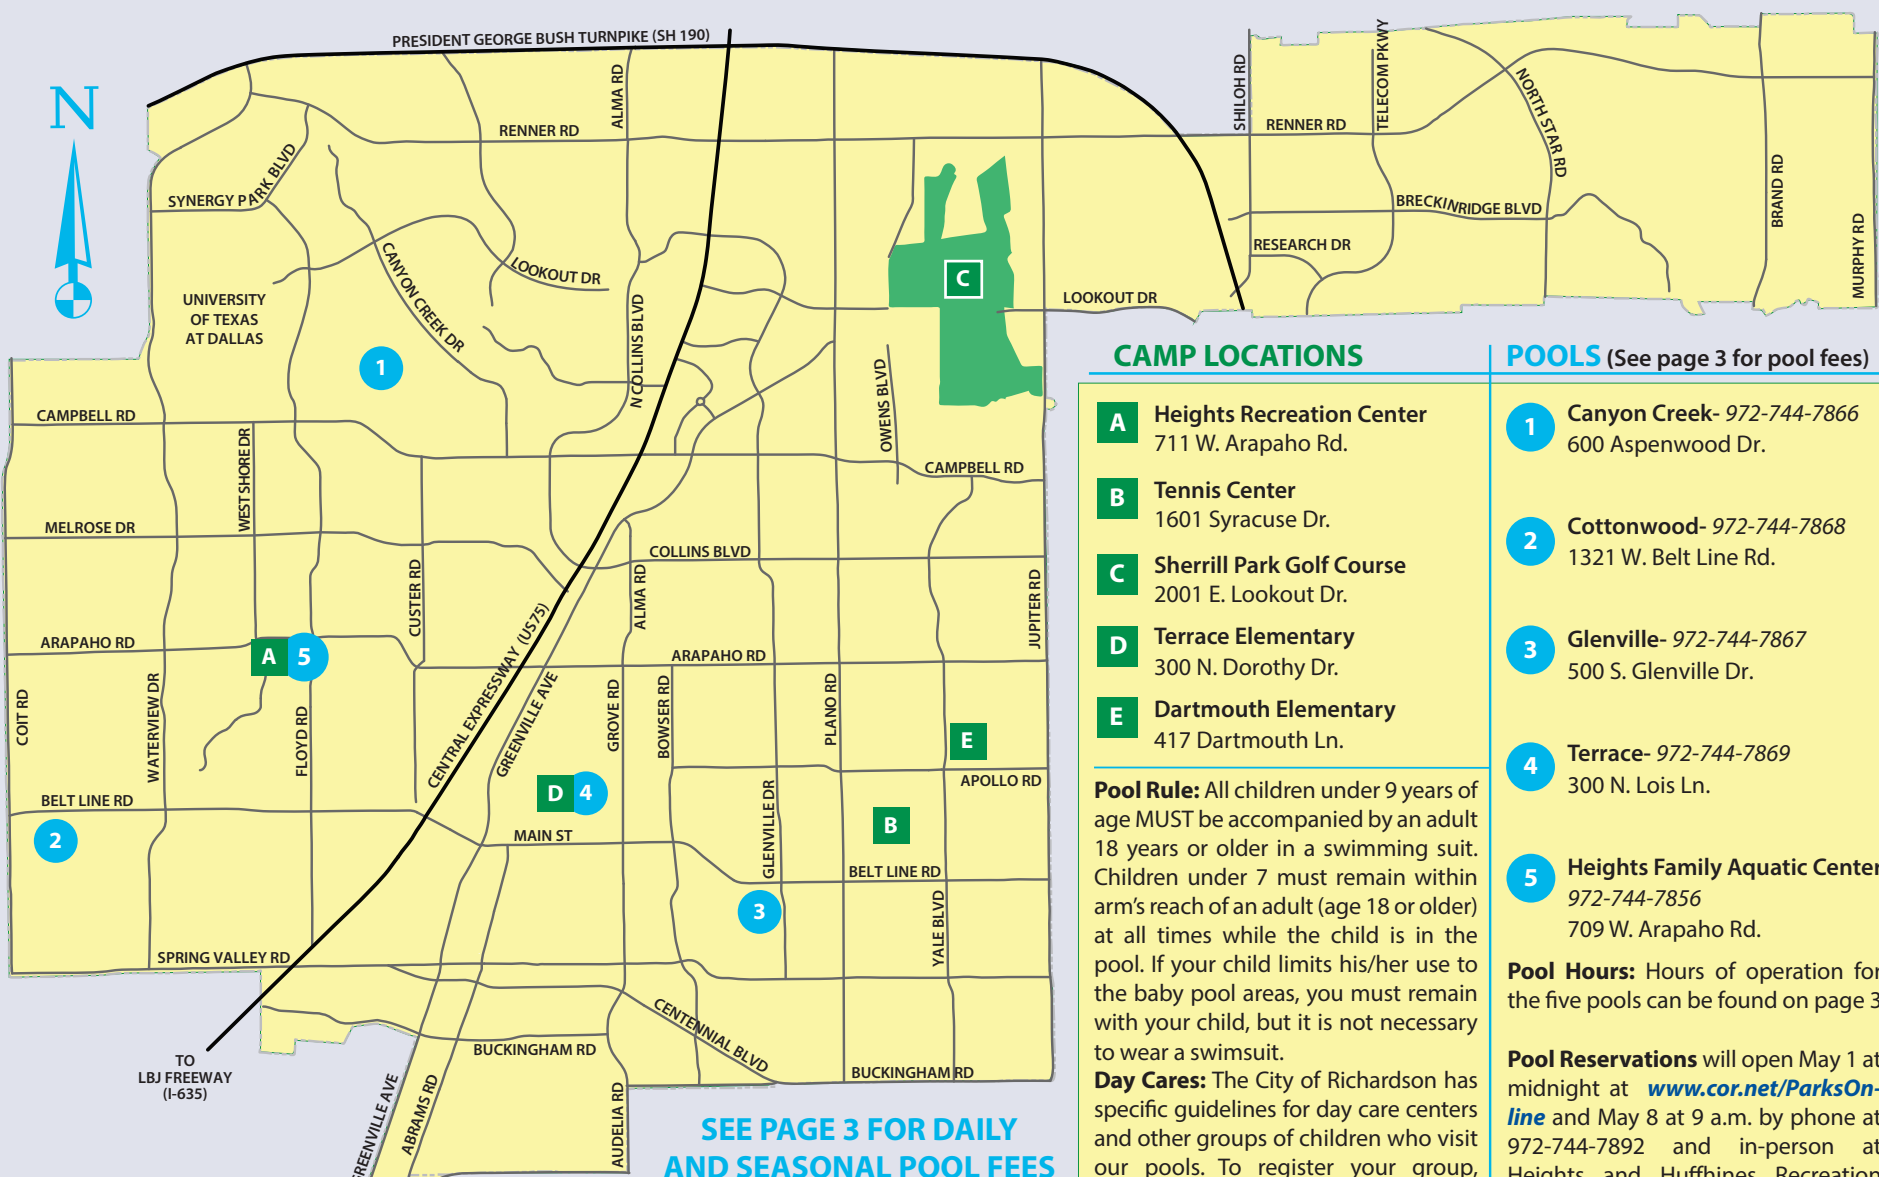 PRESIDENT GEORGE BUSH TURNPIKE (SH 190)
N
ALMA RD
SHILOH RD
TELECOM PKWY
NORTH STAR RD
RENNER RD
RENNER RD
SYNERGY PARK BLVD
BRAND RD
BRECKINRIDGE BLVD
MURPHY RD
RESEARCH DR
CANYON CREEK DR
LOOKOUT DR
C
LOOKOUT DR
UNIVERSITY
OF TEXAS
AT DALLAS
N COLLINS BLVD
1
OWENS BLVD
CAMPBELL RD
WEST SHORE DR
CAMPBELL RD
MELROSE DR
COLLINS BLVD
CUSTER RD
ALMA RD
JUPITER RD
CENTRAL EXPRESSWAY (US75)
ARAPAHO RD
A 5
ARAPAHO RD
COIT RD
WATERVIEW DR
FLOYD RD
GREENVILLE AVE
GROVE RD
BOWSER RD
PLANO RD
E
APOLLO RD
D 4
BELT LINE RD
2
MAIN ST
GLENVILLE DR
B
BELT LINE RD
3
YALE BLVD
SPRING VALLEY RD
CENTENNIAL BLVD
BUCKINGHAM RD
BUCKINGHAM RD
TO
LBJ FREEWAY
(I-635)
GREENVILLE AVE
ABRAMS RD
AUDELIA RD
SEE PAGE 3 FOR DAILY
AND SEASONAL POOL FEES
CAMP LOCATIONS
A Heights Recreation Center
711 W. Arapaho Rd.
B Tennis Center
1601 Syracuse Dr.
C Sherrill Park Golf Course
2001 E. Lookout Dr.
D Terrace Elementary
300 N. Dorothy Dr.
E Dartmouth Elementary
417 Dartmouth Ln.
Pool Rule: All children under 9 years of
age MUST be accompanied by an adult
18 years or older in a swimming suit.
Children under 7 must remain within
arm's reach of an adult (age 18 or older)
at all times while the child is in the
pool. If your child limits his/her use to
the baby pool areas, you must remain
with your child, but it is not necessary
to wear a swimsuit.
Day Cares: The City of Richardson has
specific guidelines for day care centers
and other groups of children who visit
our pools. To register your group,
POOLS (See page 3 for pool fees)
1 Canyon Creek- 972-744-7866
600 Aspenwood Dr.
2 Cottonwood- 972-744-7868
1321 W. Belt Line Rd.
3 Glenville- 972-744-7867
500 S. Glenville Dr.
4 Terrace- 972-744-7869
300 N. Lois Ln.
5 Heights Family Aquatic Center
972-744-7856
709 W. Arapaho Rd.
Pool Hours: Hours of operation for
the five pools can be found on page 3
Pool Reservations will open May 1 at
midnight at www.cor.net/ParksOn-
line and May 8 at 9 a.m. by phone at
972-744-7892 and in-person at
Heights and Huffhines Recreation